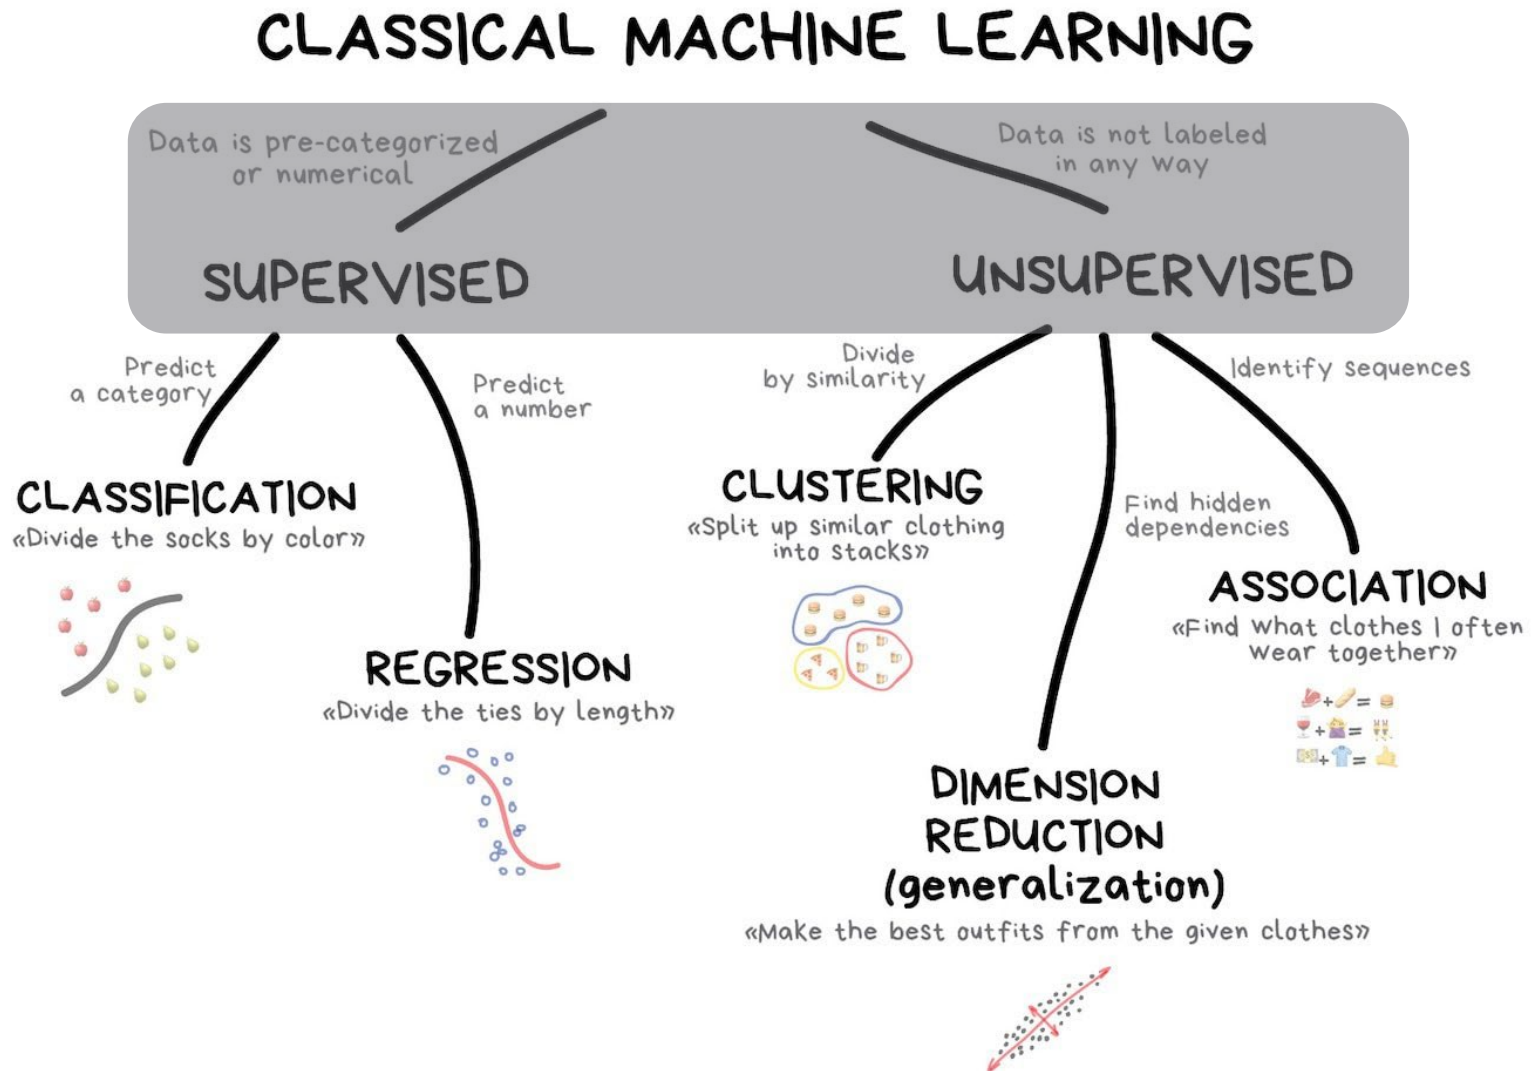 CLASSICAL MACHINE LEARNING
Data is pre-categorized
or numerical
Data is not labeled
in any way
SUPERVISED
UNSUPERVISED
Predict
a category
Predict
a number
Divide
by similarity
Identify sequences
CLASSIFICATION
«Divide the socks by color»
CLUSTERING
«Split up similar clothing
into stacks»
Find hidden
dependencies
ASSOCIATION
«Find what clothes I often
wear together»
REGRESSION
«Divide the ties by length»
+ =
+ =
+ =
DIMENSION
REDUCTION
(generalization)
«Make the best outfits from the given clothes»